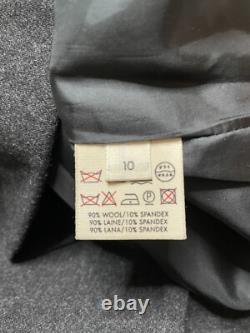 10
P
90% WOOL/10% SPANDEX
90% LAINE/10% SPANDEX
90% LANA/10% SPANDEX